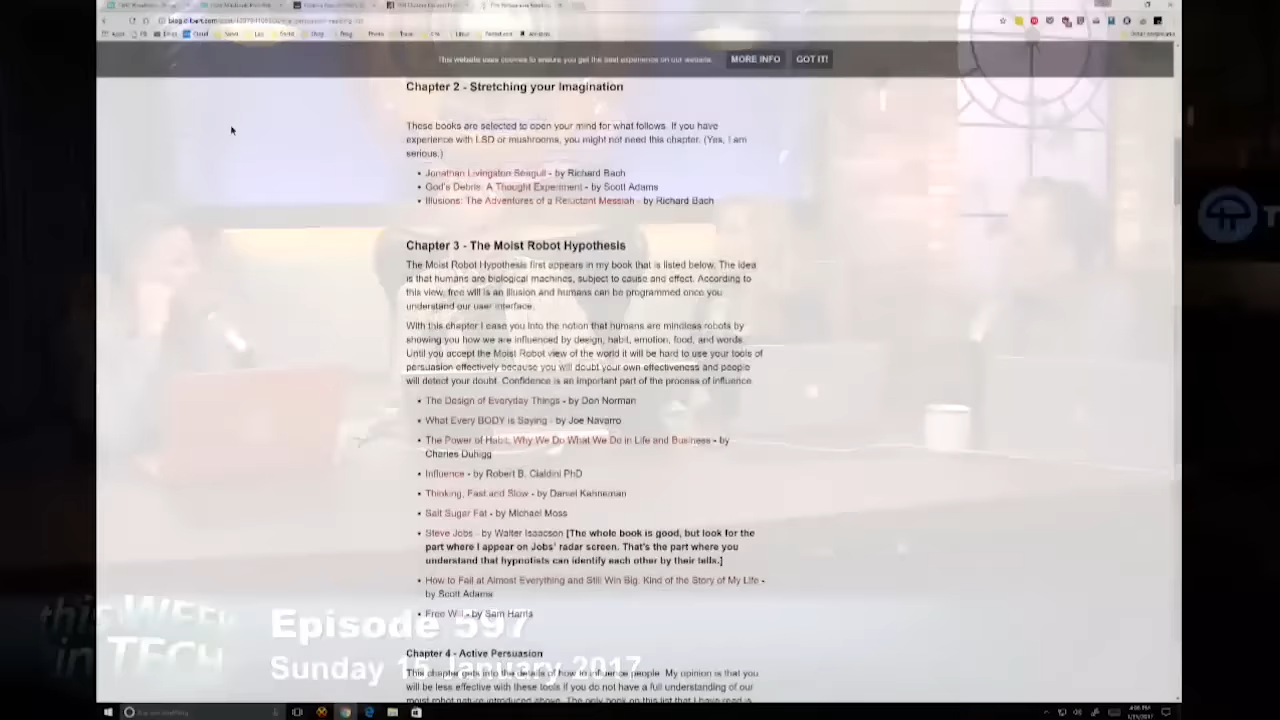 blog.dilbert.com
This website uses cookies to ensure you get the best experience on our website.
MORE INFO
GOT IT!
Chapter 2 - Stretching your Imagination
These books are selected to open your mind for what follows. If you have
experience with LSD or mushrooms, you might not need this chapter. (Yes, I am
serious.)
• Jonathan Livingston Seagull - by Richard Bach
• God's Debris: A Thought Experiment - by Scott Adams
• Illusions: The Adventures of a Reluctant Messiah - by Richard Bach
Chapter 3 - The Moist Robot Hypothesis
The Moist Robot Hypothesis first appears in my book that is listed below. The idea
is that humans are biological machines, subject to cause and effect. According to
this view, free will is an illusion and humans can be programmed once you
understand our user interface.
With this chapter I ease you into the notion that humans are mindless robots by
showing you how we are influenced by design, habit, emotion, food, and words.
Until you accept the Moist Robot view of the world it will be hard to use your tools of
persuasion effectively because you will doubt your own effectiveness and people
will detect your doubt. Confidence is an important part of the process of influence.
• The Design of Everyday Things - by Don Norman
• What Every BODY is Saying - by Joe Navarro
• The Power of Habit: Why We Do What We Do in Life and Business - by
Charles Duhigg
• Influence - by Robert B. Cialdini PhD
• Thinking, Fast and Slow - by Daniel Kahneman
• Salt Sugar Fat - by Michael Moss
• Steve Jobs - by Walter Isaacson [The whole book is good, but look for the
part where I appear on Jobs' radar screen. That's the part where you
understand that hypnotists can identify each other by their tells.]
• How to Fail at Almost Everything and Still Win Big: Kind of the Story of My Life -
by Scott Adams
• Free Will - by Sam Harris
Chapter 4 - Active Persuasion
This chapter gets into the details of how to influence people. My opinion is that you
will be less effective with these tools if you do not have a full understanding of our
moist robot nature introduced above. The only book on this list that I have read is
this WEEK
in TECH
Episode 597
Sunday 15 January 2017